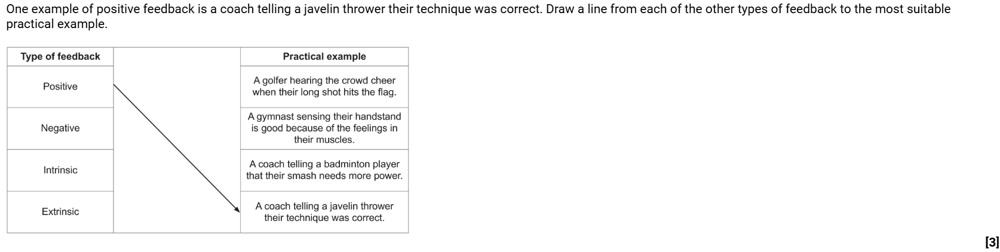 One example of positive feedback is a coach telling a javelin thrower their technique was correct. Draw a line from each of the other types of feedback to the most suitable
practical example.
Type of feedback
Practical example
Positive
A golfer hearing the crowd cheer
when their long shot hits the flag.
Negative
A gymnast sensing their handstand
is good because of the feelings in
their muscles.
Intrinsic
A coach telling a badminton player
that their smash needs more power.
Extrinsic
A coach telling a javelin thrower
their technique was correct.
[3]